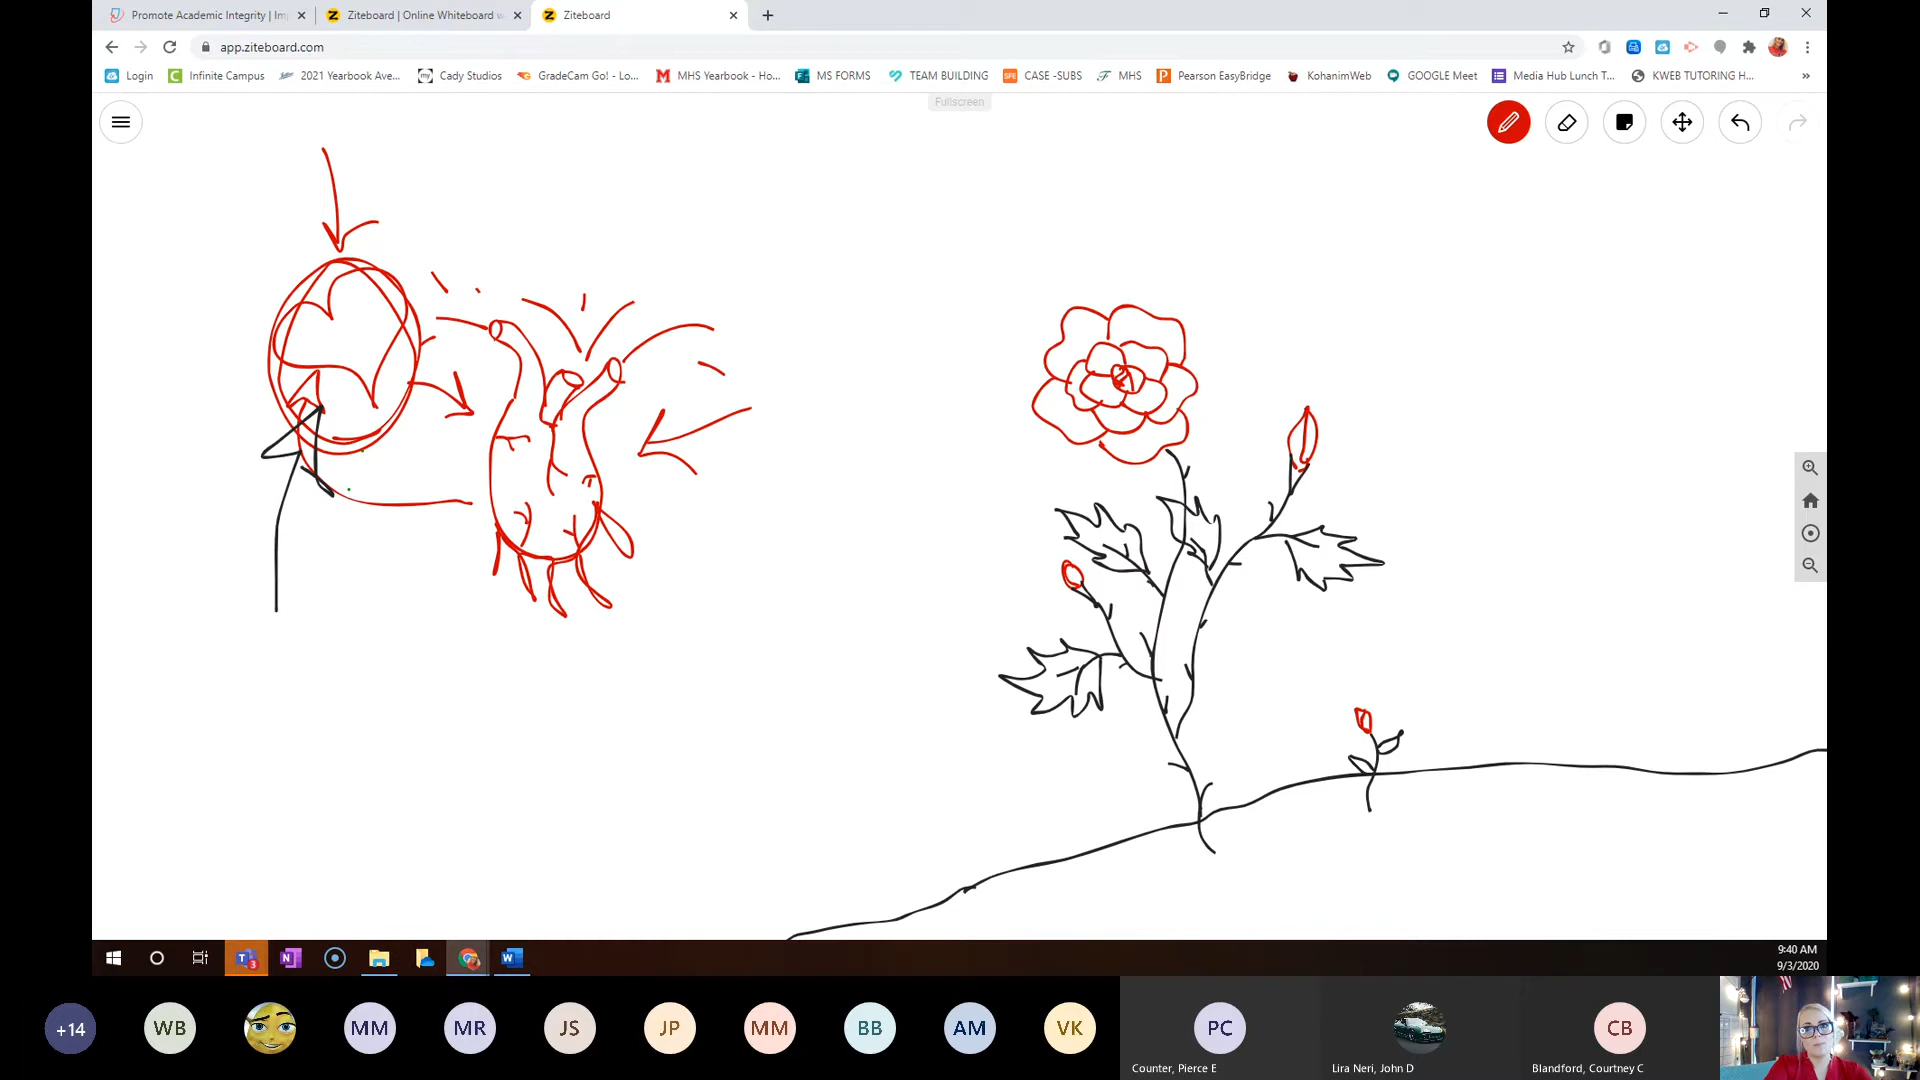 Promote Academic Integrity | Im
Ziteboard | Online Whiteboard w
Ziteboard
app.ziteboard.com
Login
Infinite Campus
2021 Yearbook Ave...
my
Cady Studios
GradeCam Go! - Lo...
MHS Yearbook - Ho...
MS FORMS
TEAM BUILDING
SFE
CASE -SUBS
MHS
Pearson EasyBridge
KohanimWeb
GOOGLE Meet
Media Hub Lunch T...
KWEB TUTORING H...
»
Fullscreen
9:40 AM
9/3/2020
+14
WB
MM
MR
JS
JP
MM
BB
AM
VK
PC
CB
Counter, Pierce E
Lira Neri, John D
Blandford, Courtney C